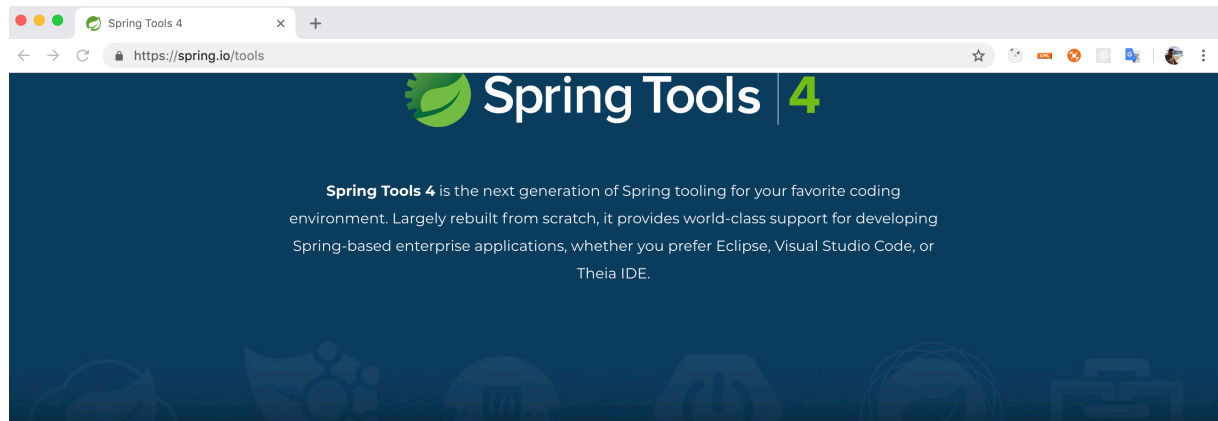 Spring Tools 4
https://spring.io/tools
Spring Tools 4
Spring Tools 4 is the next generation of Spring tooling for your favorite coding
environment. Largely rebuilt from scratch, it provides world-class support for developing
Spring-based enterprise applications, whether you prefer Eclipse, Visual Studio Code, or
Theia IDE.